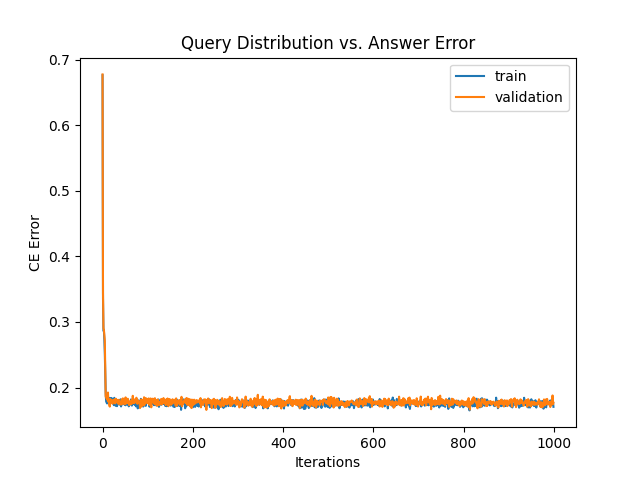 Query Distribution vs. Answer Error
train
validation
CE Error
0.7
0.6
0.5
0.4
0.3
0.2
0 200 400 600 800 1000
Iterations